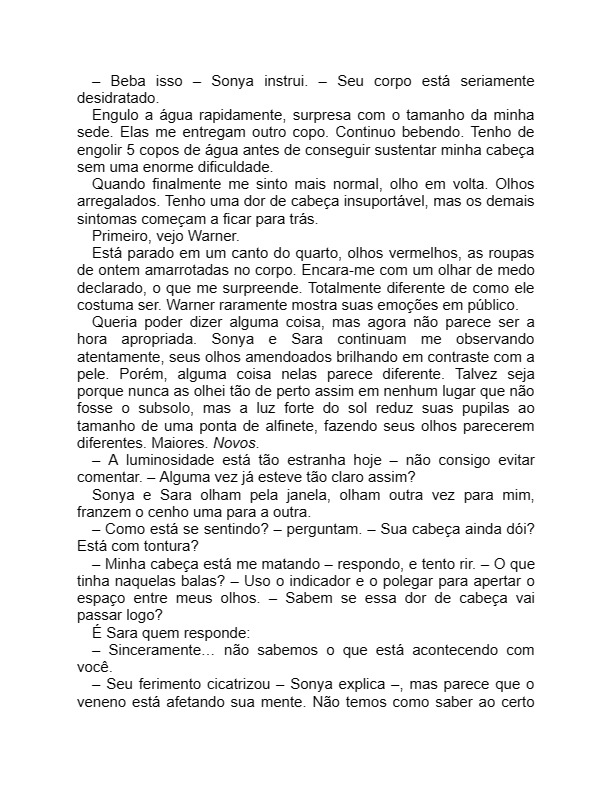 – Beba isso – Sonya instrui. – Seu corpo está seriamente
desidratado.
Engulo a água rapidamente, surpresa com o tamanho da minha
sede. Elas me entregam outro copo. Continuo bebendo. Tenho de
engolir 5 copos de água antes de conseguir sustentar minha cabeça
sem uma enorme dificuldade.
Quando finalmente me sinto mais normal, olho em volta. Olhos
arregalados. Tenho uma dor de cabeça insuportável, mas os demais
sintomas começam a ficar para trás.
Primeiro, vejo Warner.
Está parado em um canto do quarto, olhos vermelhos, as roupas
de ontem amarrotadas no corpo. Encara-me com um olhar de medo
declarado, o que me surpreende. Totalmente diferente de como ele
costuma ser. Warner raramente mostra suas emoções em público.
Queria poder dizer alguma coisa, mas agora não parece ser a
hora apropriada. Sonya e Sara continuam me observando
atentamente, seus olhos amendoados brilhando em contraste com a
pele. Porém, alguma coisa nelas parece diferente. Talvez seja
porque nunca as olhei tão de perto assim em nenhum lugar que não
fosse o subsolo, mas a luz forte do sol reduz suas pupilas ao
tamanho de uma ponta de alfinete, fazendo seus olhos parecerem
diferentes. Maiores. Novos.
– A luminosidade está tão estranha hoje – não consigo evitar
comentar. – Alguma vez já esteve tão claro assim?
Sonya e Sara olham pela janela, olham outra vez para mim,
franzem o cenho uma para a outra.
– Como está se sentindo? – perguntam. – Sua cabeça ainda dói?
Está com tontura?
– Minha cabeça está me matando – respondo, e tento rir. – O que
tinha naquelas balas? – Uso o indicador e o polegar para apertar o
espaço entre meus olhos. – Sabem se essa dor de cabeça vai
passar logo?
É Sara quem responde:
– Sinceramente… não sabemos o que está acontecendo com
você.
– Seu ferimento cicatrizou – Sonya explica –, mas parece que o
veneno está afetando sua mente. Não temos como saber ao certo